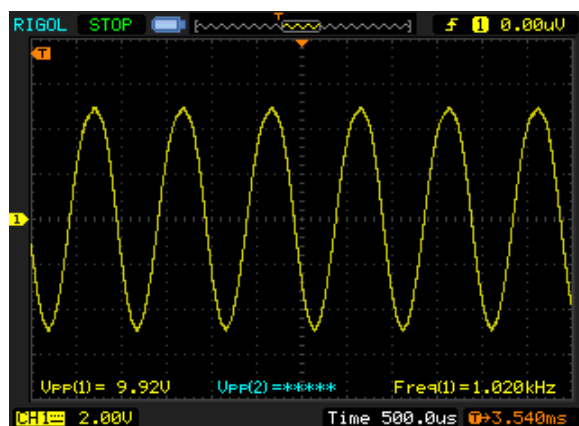 RIGOL STOP T 1 0.00uV
T
1
Vpp(1)= 9.92V Vpp(2)=***** Freq(1)=1.020kHz
CH1 2.00V Time 500.0us T→3.540ms